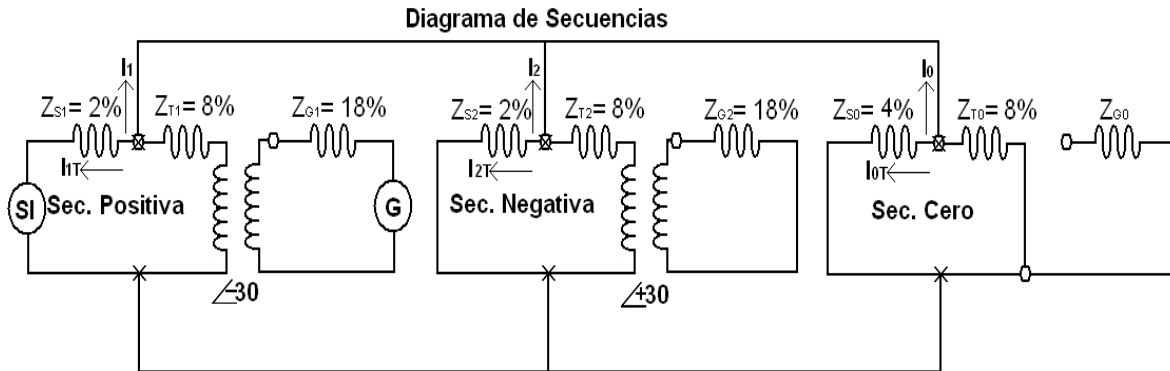 Diagrama de Secuencias
I1
I2
I0
ZS1= 2%
ZT1= 8%
ZG1= 18%
ZS2= 2%
ZT2= 8%
ZG2= 18%
ZS0= 4%
ZT0= 8%
ZG0
I1T
I2T
I0T
SI
Sec. Positiva
G
Sec. Negativa
Sec. Cero
∠-30
∠+30